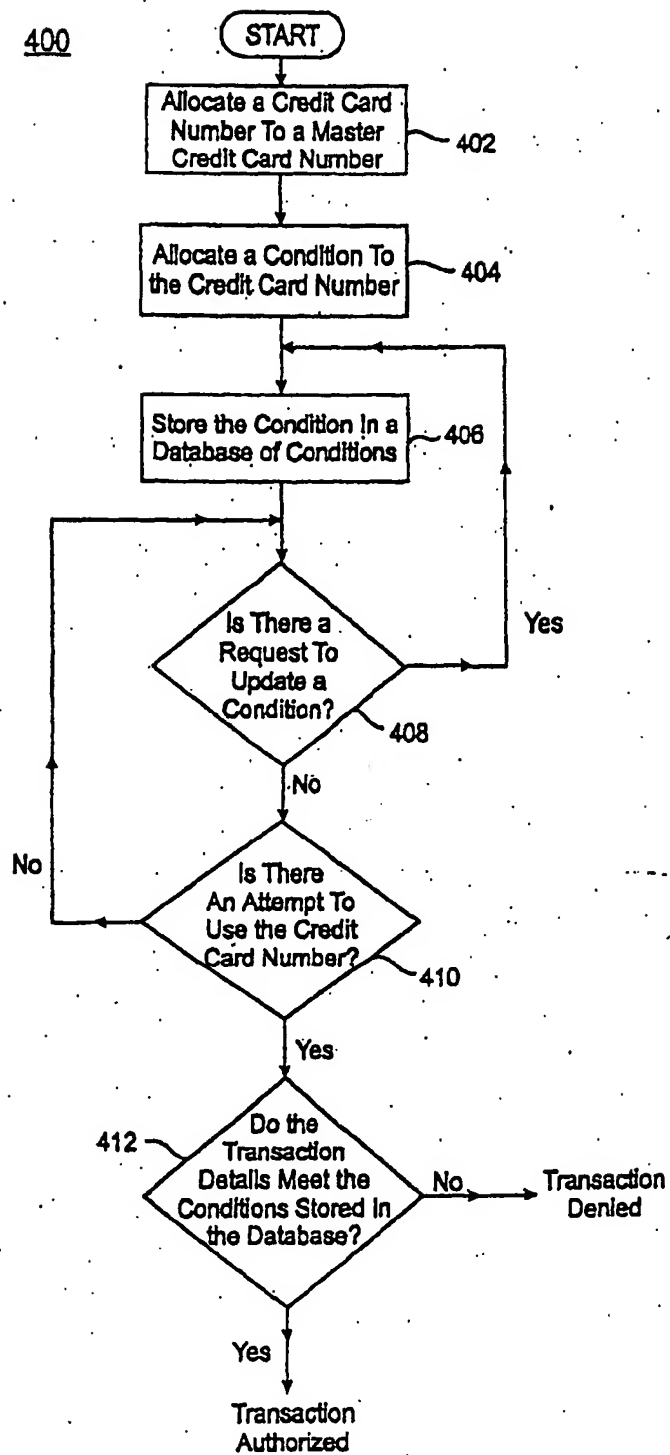 400
START
Allocate a Credit Card
Number To a Master
Credit Card Number
402
Allocate a Condition To
the Credit Card Number
404
Store the Condition In a
Database of Conditions
406
Is There a
Request To
Update a
Condition?
408
Yes
No
Is There
An Attempt To
Use the Credit
Card Number?
410
No
Yes
412
Do the
Transaction
Details Meet the
Conditions Stored In
the Database?
No
Transaction
Denied
Yes
Transaction
Authorized